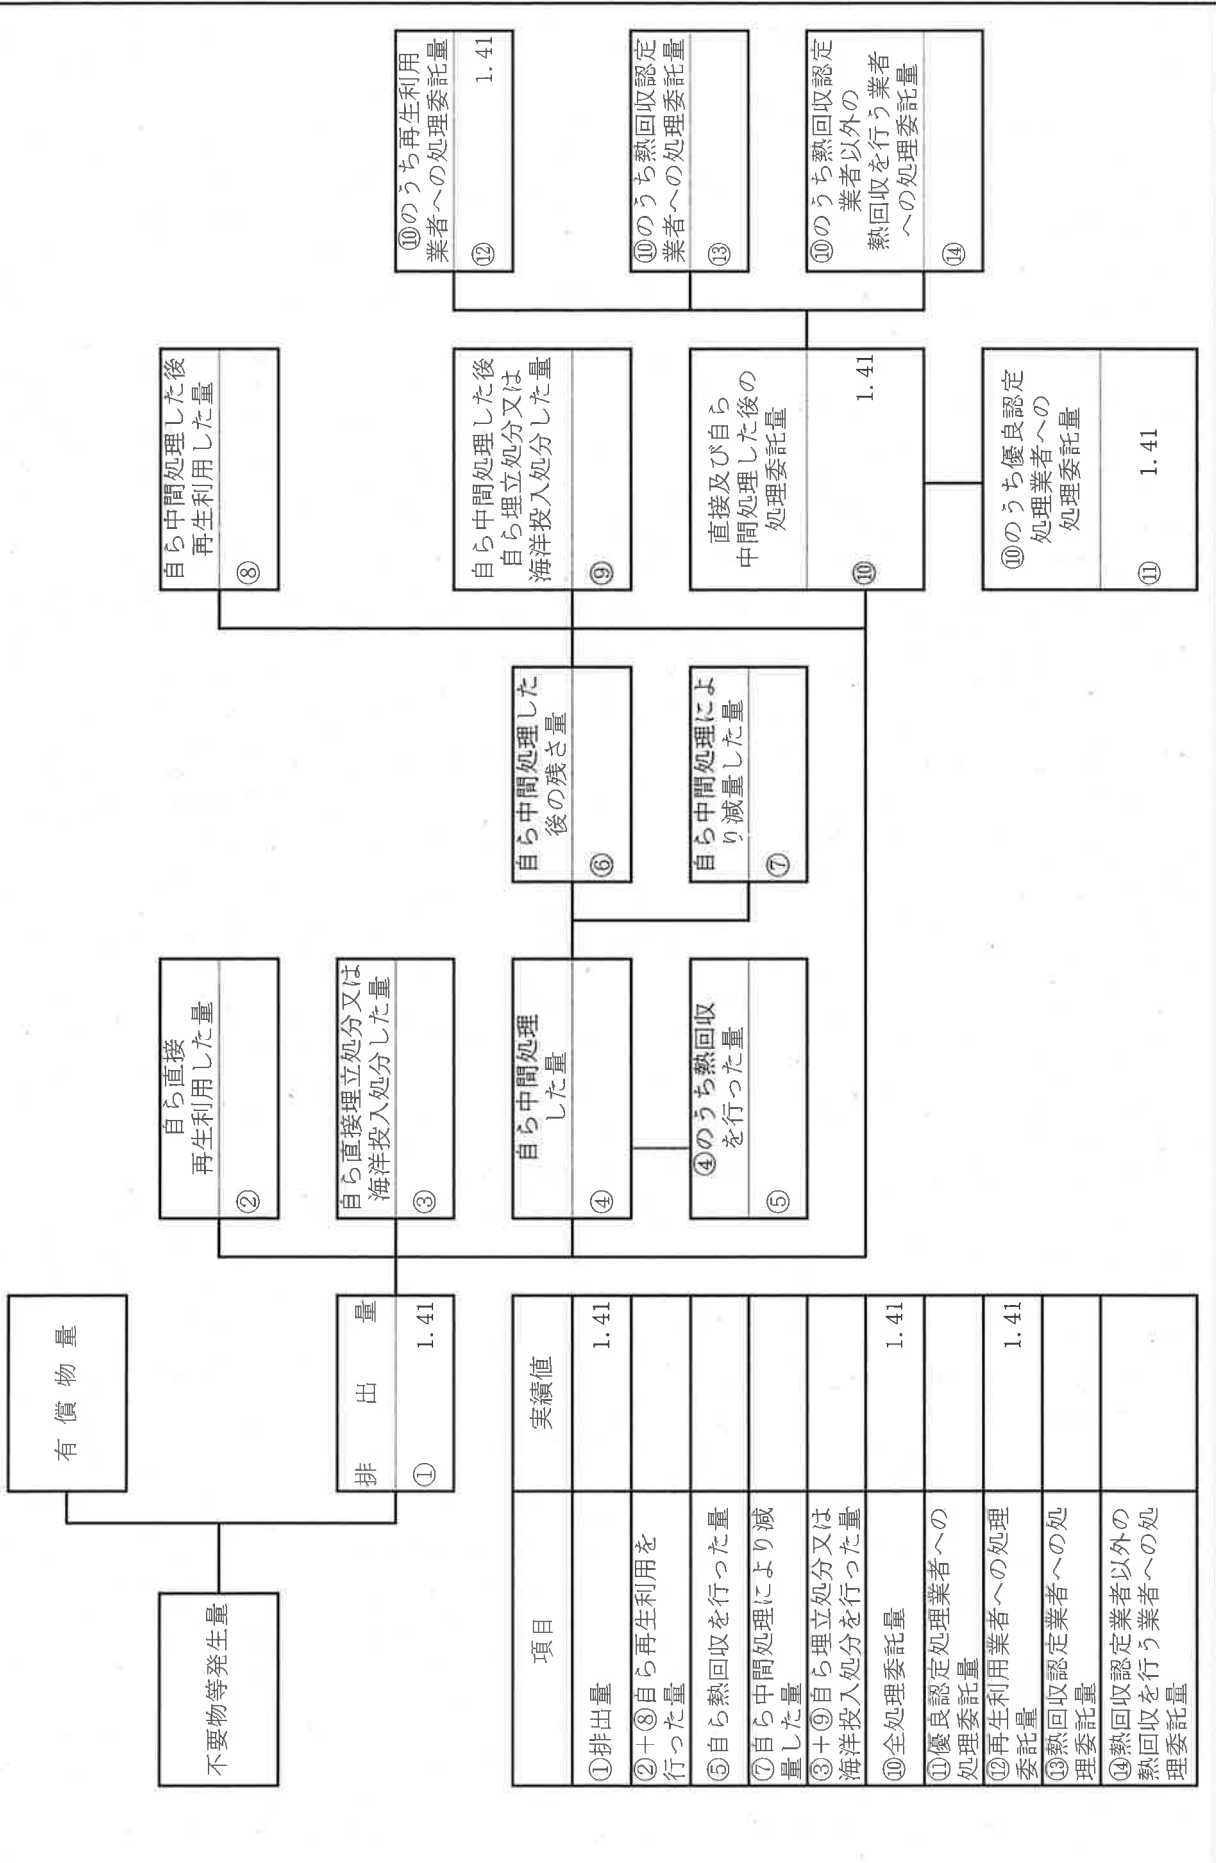 不要物等発生量
有償物量
排出量
①
1.41
自ら直接
再生利用した量
②
自ら直接埋立処分又は
海洋投入処分した量
③
自ら中間処理
した量
④
④のうち熱回収
を行った量
⑤
自ら中間処理した
後の残さ量
⑥
自ら中間処理によ
り減量した量
⑦
自ら中間処理した後
再生利用した量
⑧
自ら中間処理した後
自ら埋立処分又は
海洋投入処分した量
⑨
直接及び自ら
中間処理した後の
処理委託量
⑩
1.41
⑩のうち優良認定
処理業者への
処理委託量
⑪
1.41
⑩のうち再生利用
業者への処理委託量
⑫
1.41
⑩のうち熱回収認定
業者への処理委託量
⑬
⑩のうち熱回収認定
業者以外の
熱回収を行う業者
への処理委託量
⑭
項目
実績値
①排出量
1.41
②+⑧自ら再生利用を
行った量
⑤自ら熱回収を行った量
⑦自ら中間処理により減
量した量
③+⑨自ら埋立処分又は
海洋投入処分を行った量
⑩全処理委託量
1.41
⑪優良認定処理業者への
処理委託量
⑫再生利用業者への処理
委託量
1.41
⑬熱回収認定業者への処
理委託量
⑭熱回収認定業者以外の
熱回収を行う業者への処
理委託量